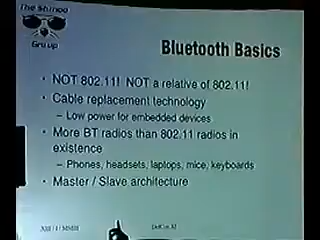 The Shmoo
Group
Bluetooth Basics
• NOT 802.11! NOT a relative of 802.11!
• Cable replacement technology
– Low power for embedded devices
• More BT radios than 802.11 radios in
existence
– Phones, headsets, laptops, mice, keyboards
• Master / Slave architecture
DefCon XI